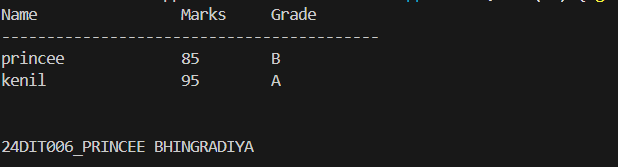 Name Marks Grade
------------------------------------------
princee 85 B
kenil 95 A
24DIT006_PRINCEE BHINGRADIYA